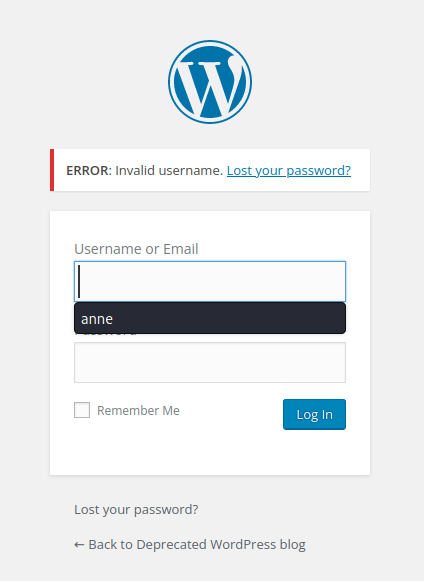 ERROR: Invalid username. Lost your password?
Username or Email
anne
Password
Remember Me
Log In
Lost your password?
← Back to Deprecated WordPress blog